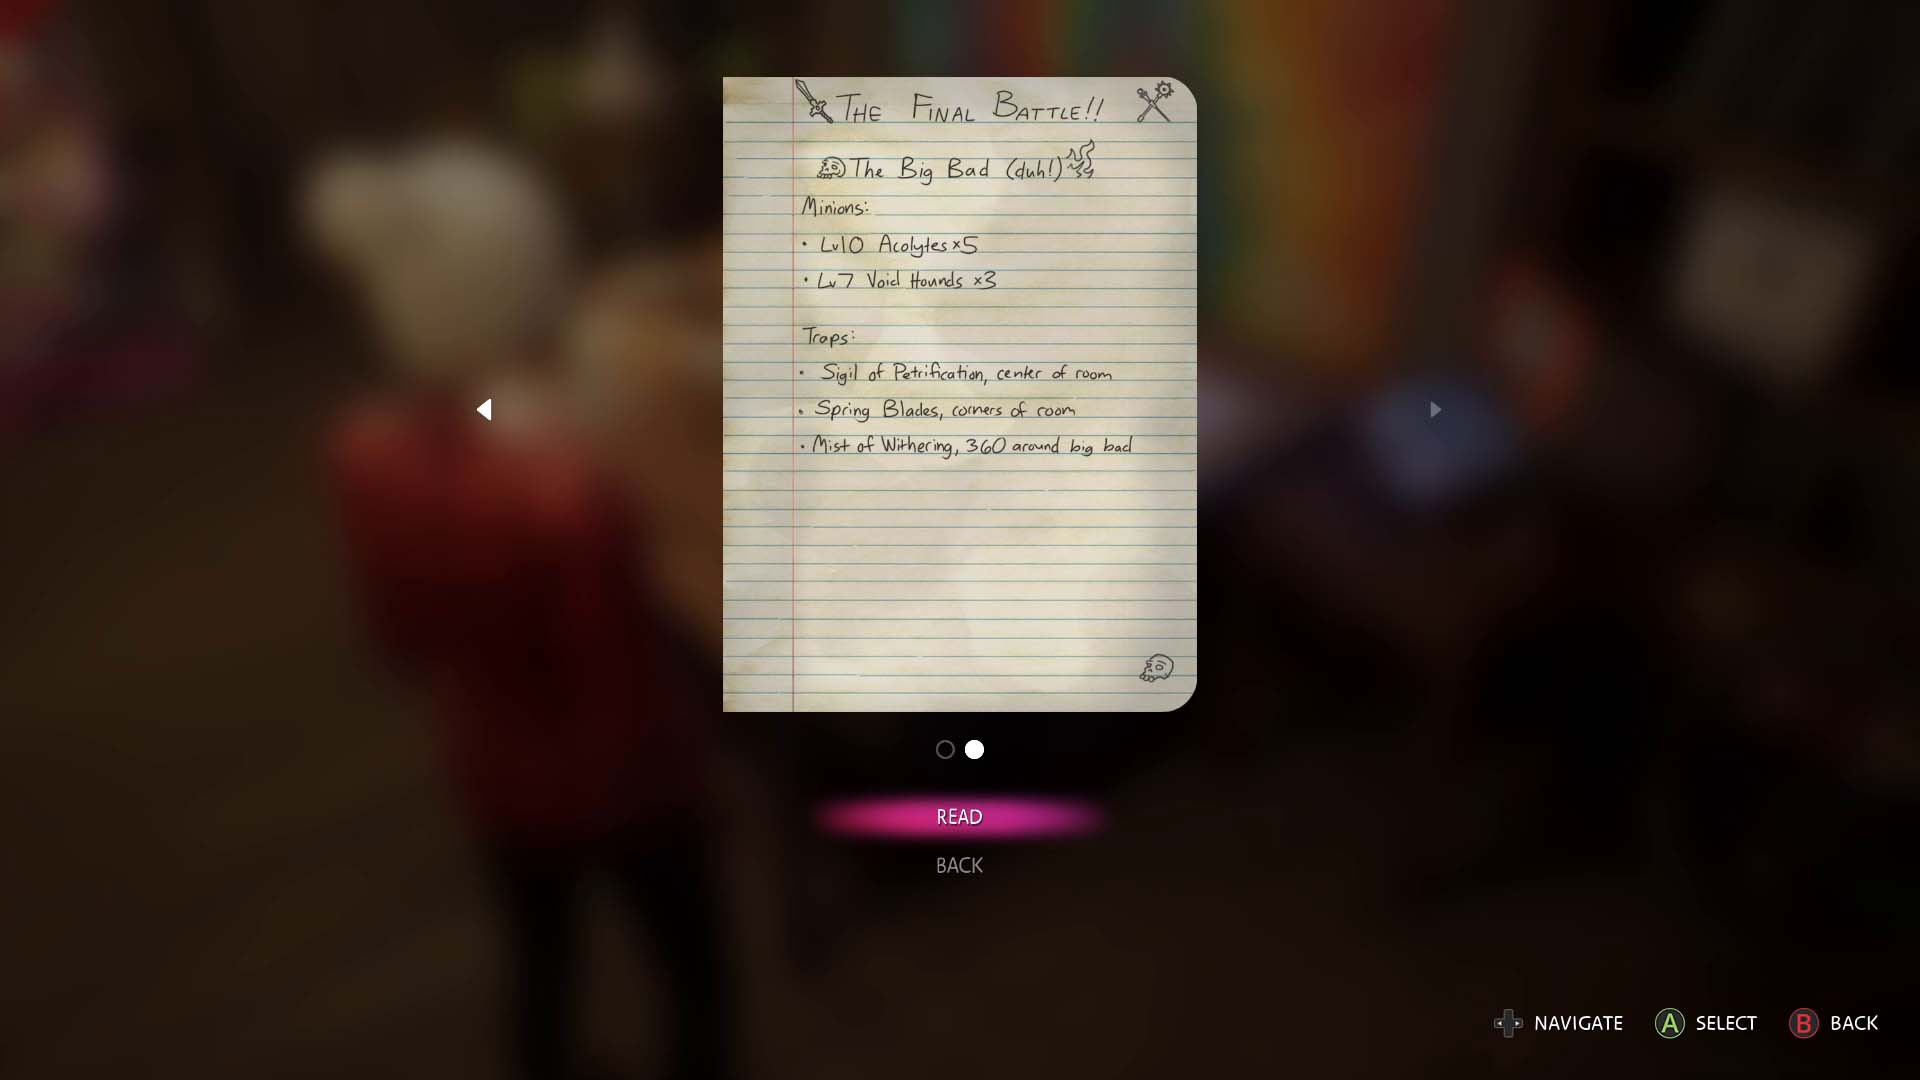 THE FINAL BATTLE!!
The Big Bad (duh!)
Minions:
• Lv10 Acolytes x5
• Lv7 Void Hounds x3
Traps:
• Sigil of Petrification, center of room
• Spring Blades, corners of room
• Mist of Withering, 360 around big bad
READ
BACK
NAVIGATE A SELECT B BACK